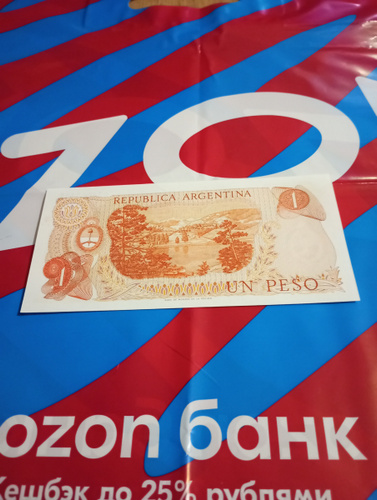 REPUBLICA ARGENTINA
1
1
UN PESO
ozon банк
Кешбэк до 25% рублями